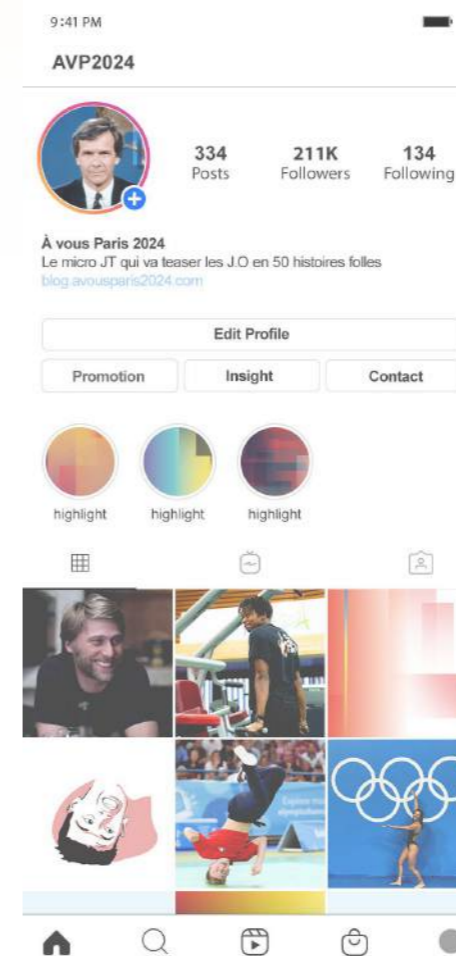 9:41 PM
AVP2024
334 211K 134
Posts Followers Following
À vous Paris 2024
Le micro JT qui va teaser les J.O en 50 histoires folles
blog.avousparis2024.com
Edit Profile
Promotion Insight Contact
highlight highlight highlight